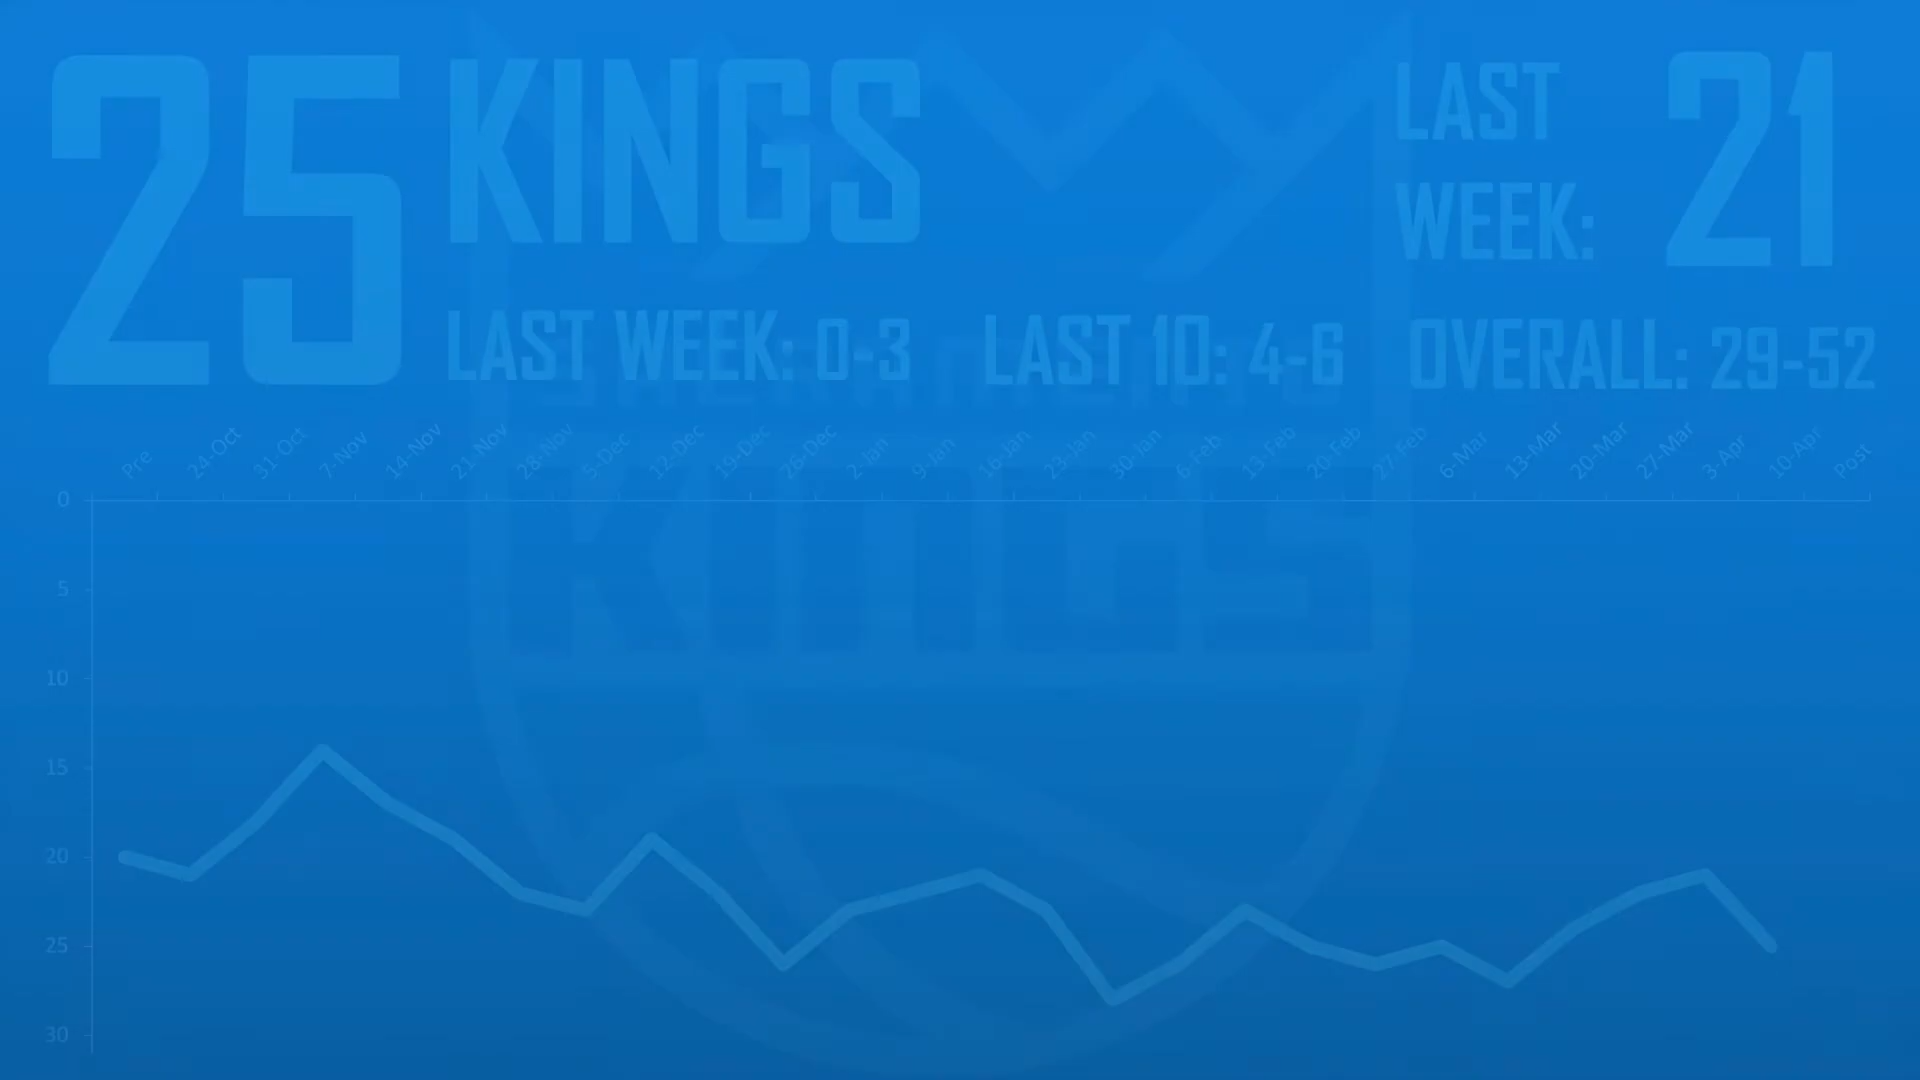 25 KINGS LAST WEEK: 21
LAST WEEK: 0-3 LAST 10: 4-6 OVERALL: 29-52
SACRAMENTO
KINGS
Pre 24-Oct 31-Oct 7-Nov 14-Nov 21-Nov 28-Nov 5-Dec 12-Dec 19-Dec 26-Dec 2-Jan 9-Jan 16-Jan 23-Jan 30-Jan 6-Feb 13-Feb 20-Feb 27-Feb 6-Mar 13-Mar 20-Mar 27-Mar 3-Apr 10-Apr Post
0
5
10
15
20
25
30